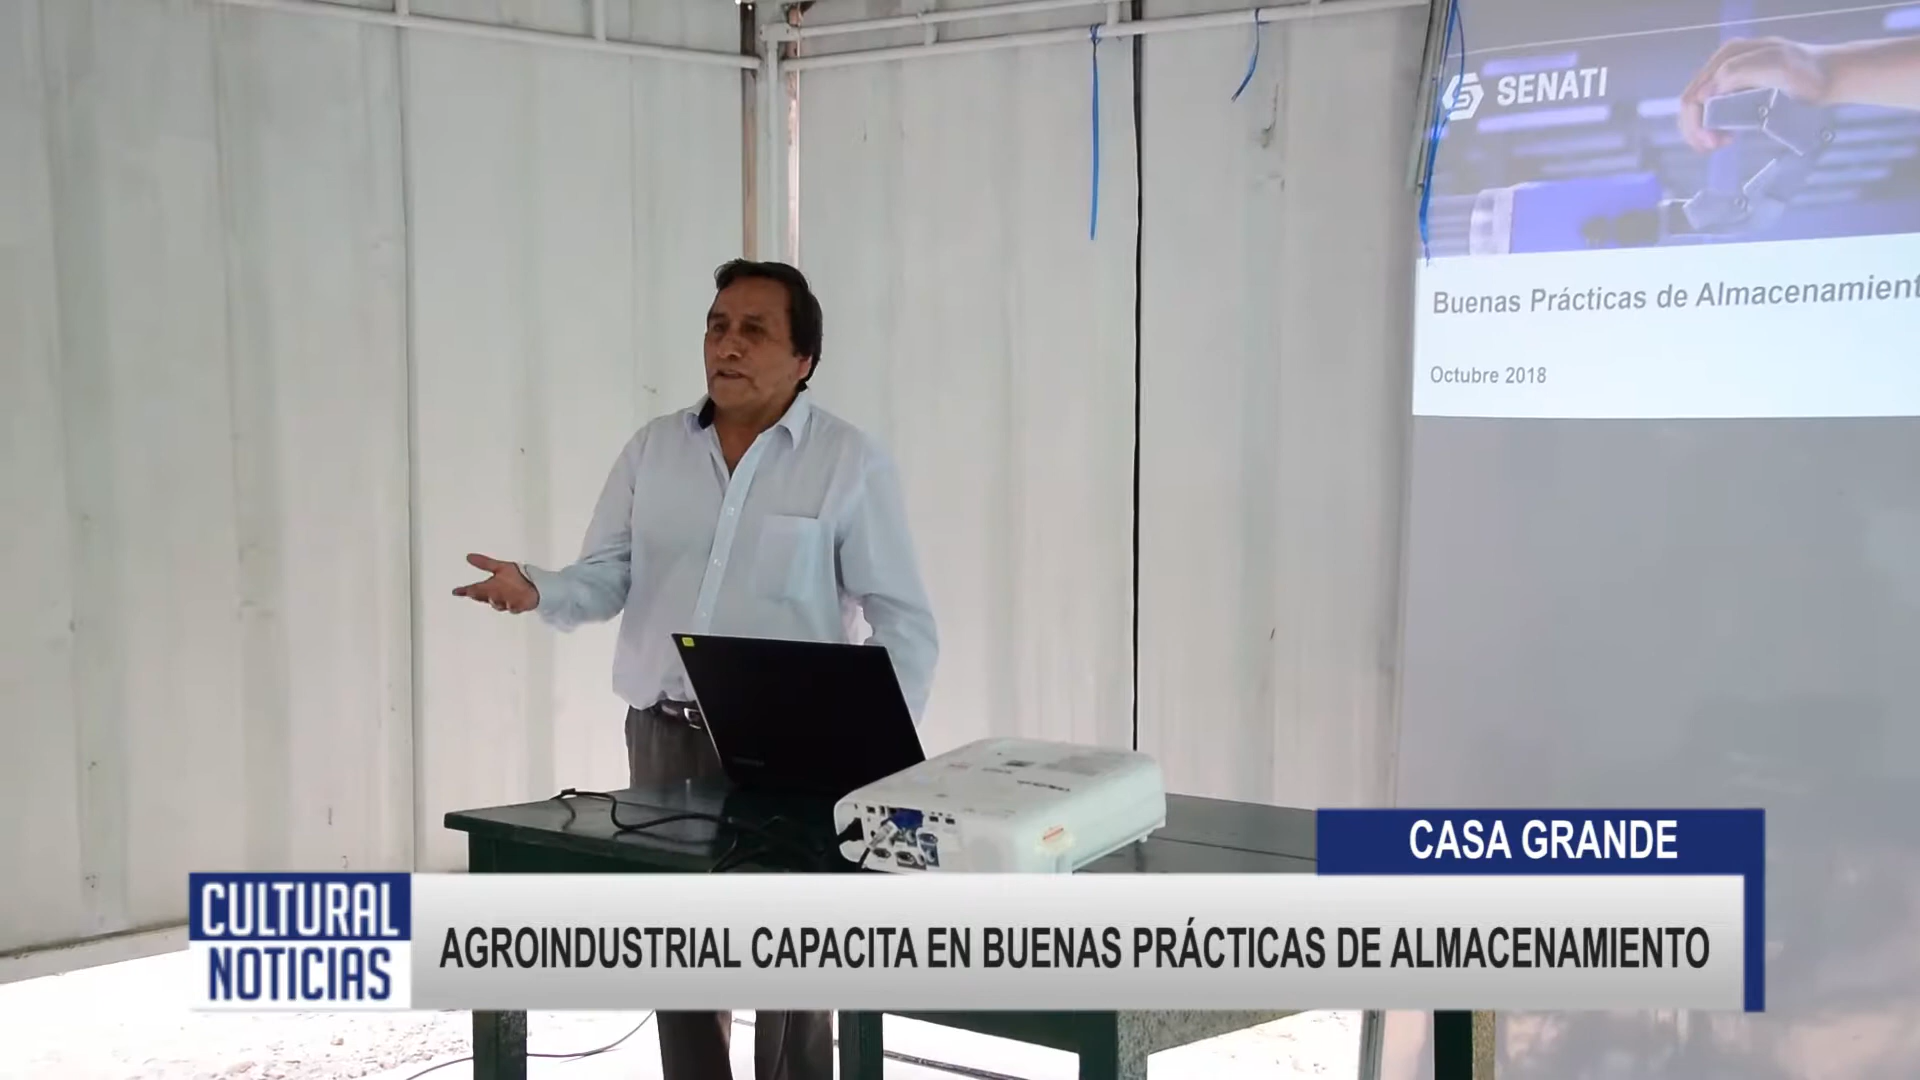 SENATI
Buenas Prácticas de Almacenamient
Octubre 2018
CASA GRANDE
CULTURAL
NOTICIAS
AGROINDUSTRIAL CAPACITA EN BUENAS PRÁCTICAS DE ALMACENAMIENTO